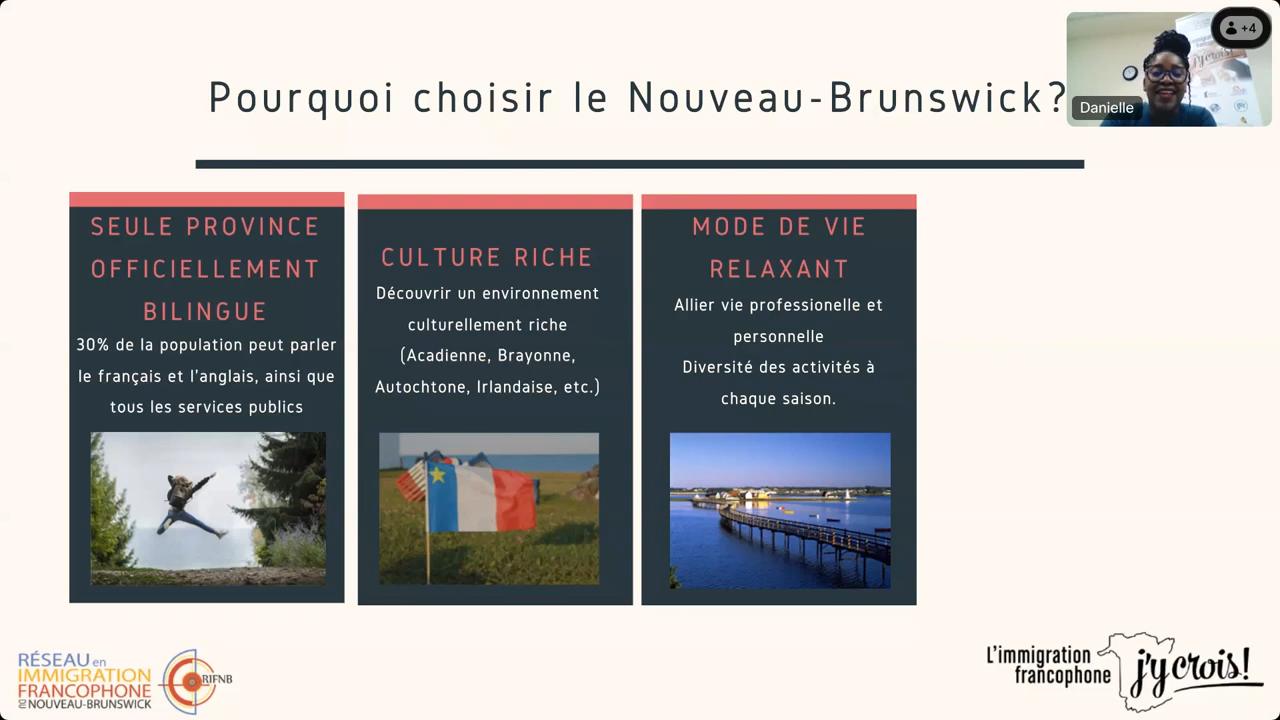 Pourquoi choisir le Nouveau-Brunswick?
+4
Danielle
SEULE PROVINCE
OFFICIELLEMENT
BILINGUE
30% de la population peut parler
le français et l'anglais, ainsi que
tous les services publics
CULTURE RICHE
Découvrir un environnement
culturellement riche
(Acadienne, Brayonne,
Autochtone, Irlandaise, etc.)
MODE DE VIE
RELAXANT
Allier vie professionelle et
personnelle
Diversité des activités à
chaque saison.
RÉSEAU en
IMMIGRATION
FRANCOPHONE
DU NOUVEAU-BRUNSWICK
RIFNB
L'immigration
francophone
j'y crois!